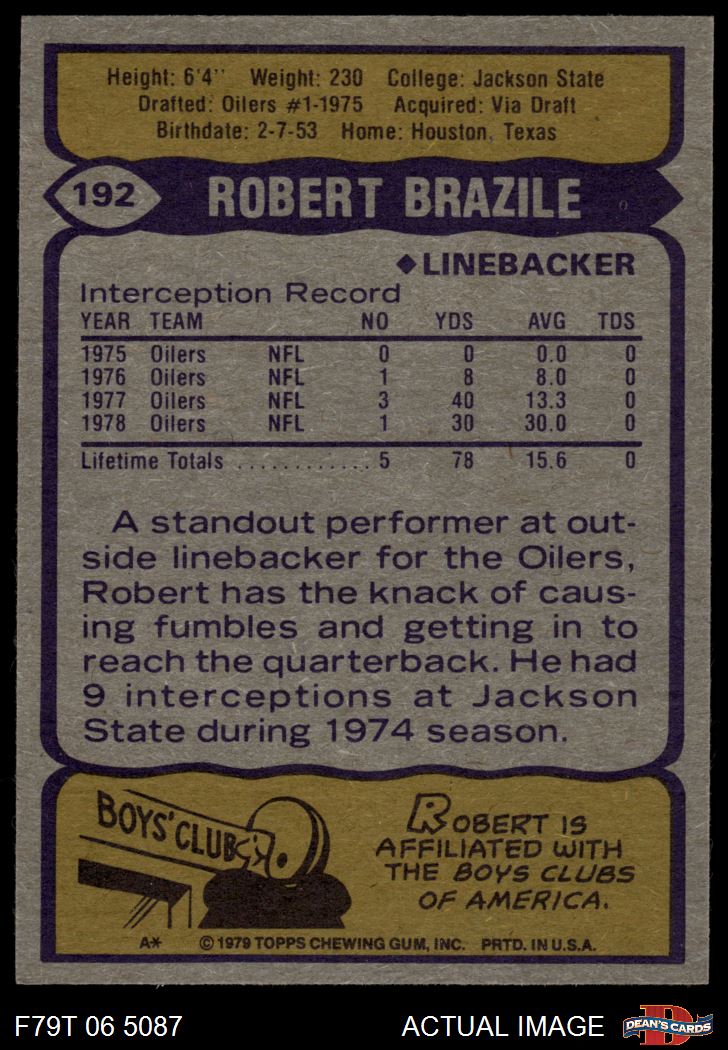 Height: 6'4" Weight: 230 College: Jackson State
Drafted: Oilers #1-1975 Acquired: Via Draft
Birthdate: 2-7-53 Home: Houston, Texas
192 ROBERT BRAZILE
◆LINEBACKER
Interception Record
YEAR TEAM NO YDS AVG TDS
1975 Oilers NFL 0 0 0.0 0
1976 Oilers NFL 1 8 8.0 0
1977 Oilers NFL 3 40 13.3 0
1978 Oilers NFL 1 30 30.0 0
Lifetime Totals ............ 5 78 15.6 0
A standout performer at out-
side linebacker for the Oilers,
Robert has the knack of caus-
ing fumbles and getting in to
reach the quarterback. He had
9 interceptions at Jackson
State during 1974 season.
BOYS' CLUB
ROBERT IS
AFFILIATED WITH
THE BOYS CLUBS
OF AMERICA.
A* © 1979 TOPPS CHEWING GUM, INC. PRTD. IN U.S.A.
F79T 06 5087 ACTUAL IMAGE D DEAN'S CARDS